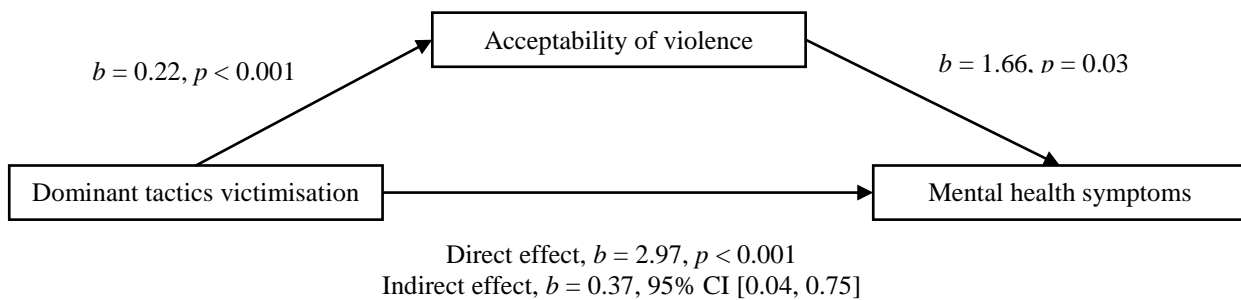 Acceptability of violence
b = 0.22, p < 0.001
b = 1.66, p = 0.03
Dominant tactics victimisation
Mental health symptoms
Direct effect, b = 2.97, p < 0.001
Indirect effect, b = 0.37, 95% CI [0.04, 0.75]